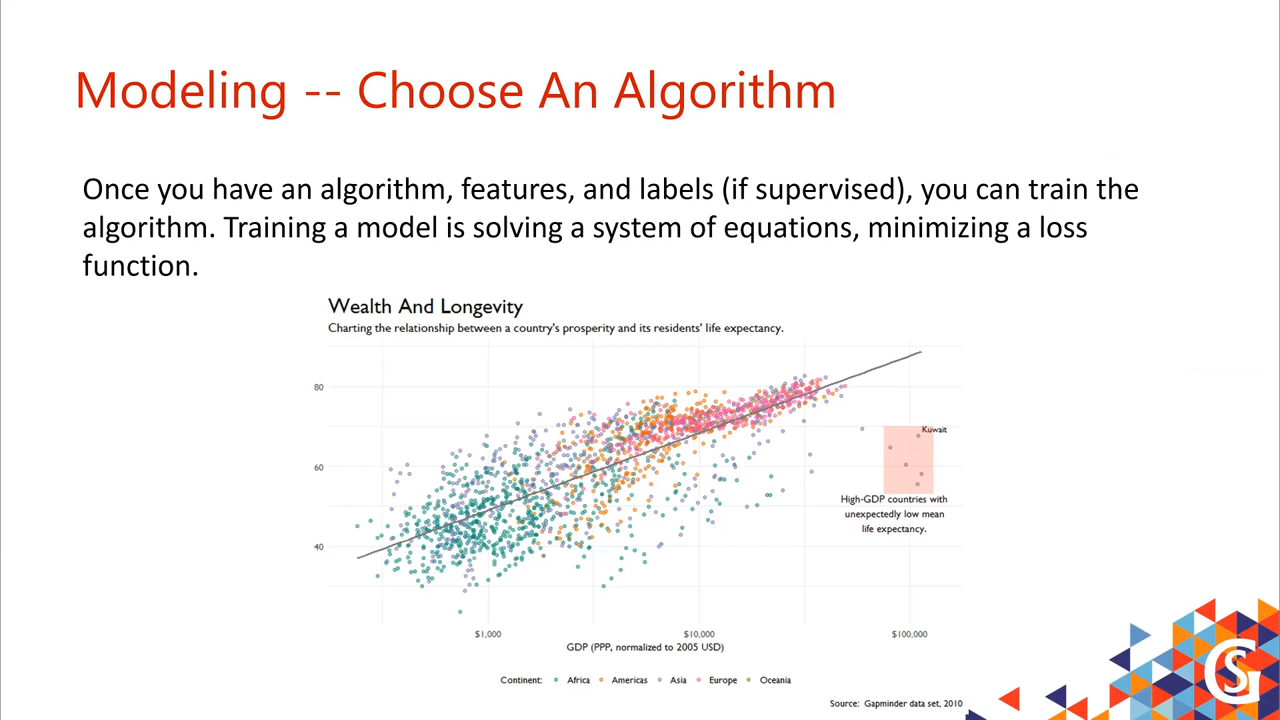 Modeling -- Choose An Algorithm
Once you have an algorithm, features, and labels (if supervised), you can train the
algorithm. Training a model is solving a system of equations, minimizing a loss
function.
Wealth And Longevity
Charting the relationship between a country's prosperity and its residents' life expectancy.
80
60
40
Kuwait
High-GDP countries with
unexpectedly low mean
life expectancy.
$1,000 $10,000 $100,000
GDP (PPP, normalized to 2005 USD)
Continent: Africa Americas Asia Europe Oceania
Source: Gapminder data set, 2010
GS